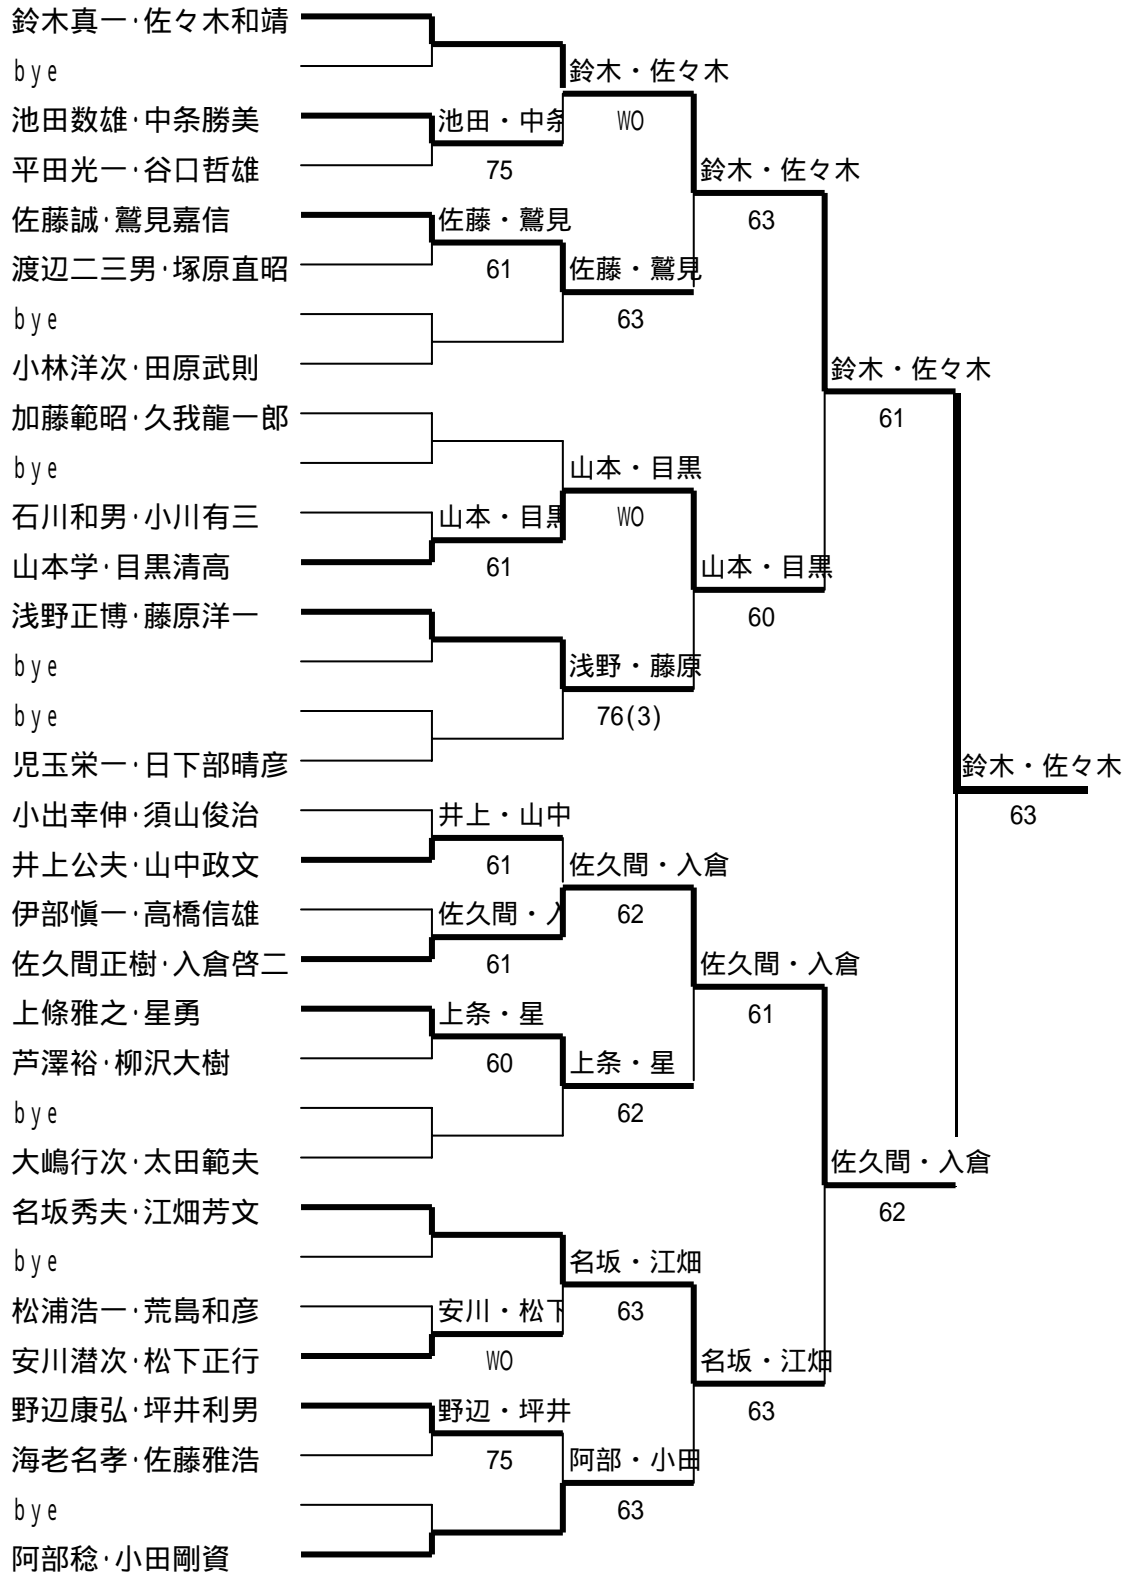 鈴木真一・佐々木和靖
bye
鈴木・佐々木
池田数雄・中条勝美
池田・中条
WO
平田光一・谷口哲雄
75
鈴木・佐々木
佐藤誠・鷲見嘉信
佐藤・鷲見
63
渡辺二三男・塚原直昭
61
佐藤・鷲見
bye
63
小林洋次・田原武則
鈴木・佐々木
加藤範昭・久我龍一郎
61
bye
山本・目黒
石川和男・小川有三
山本・目黒
WO
山本学・目黒清高
61
山本・目黒
浅野正博・藤原洋一
60
bye
浅野・藤原
bye
76(3)
児玉栄一・日下部晴彦
鈴木・佐々木
小出幸伸・須山俊治
井上・山中
63
井上公夫・山中政文
61
佐久間・入倉
伊部愼一・高橋信雄
佐久間・入
62
佐久間正樹・入倉啓二
61
佐久間・入倉
上條雅之・星勇
上条・星
61
芦澤裕・柳沢大樹
60
上条・星
bye
62
大嶋行次・太田範夫
佐久間・入倉
名坂秀夫・江畑芳文
62
bye
名坂・江畑
松浦浩一・荒島和彦
安川・松下
63
安川潜次・松下正行
WO
名坂・江畑
野辺康弘・坪井利男
野辺・坪井
63
海老名孝・佐藤雅浩
75
阿部・小田
bye
63
阿部稔・小田剛資